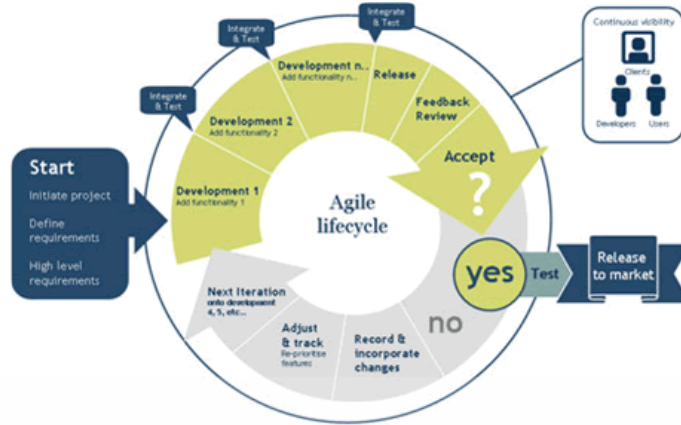 Start
Initiate project
Define
requirements
High level
requirements
Integrate
& Test
Integrate
& Test
Integrate
& Test
Development 1
Add functionality 1
Development 2
Add functionality 2
Development n..
Add functionality n...
Release
Feedback
Review
Accept
?
yes
Test
Release
to market
no
Record &
incorporate
changes
Adjust
& track
Re-prioritise
features
Next Iteration
onto development
4, 5, etc...
Agile
lifecycle
Continuous visibility
Clients
Developers
Users